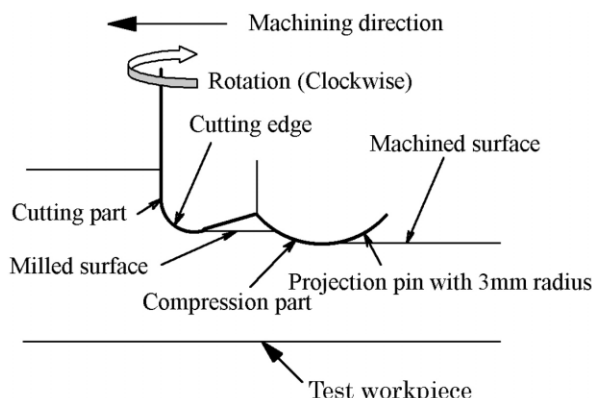 Machining direction
Rotation (Clockwise)
Cutting edge
Machined surface
Cutting part
Milled surface
Projection pin with 3mm radius
Compression part
Test workpiece